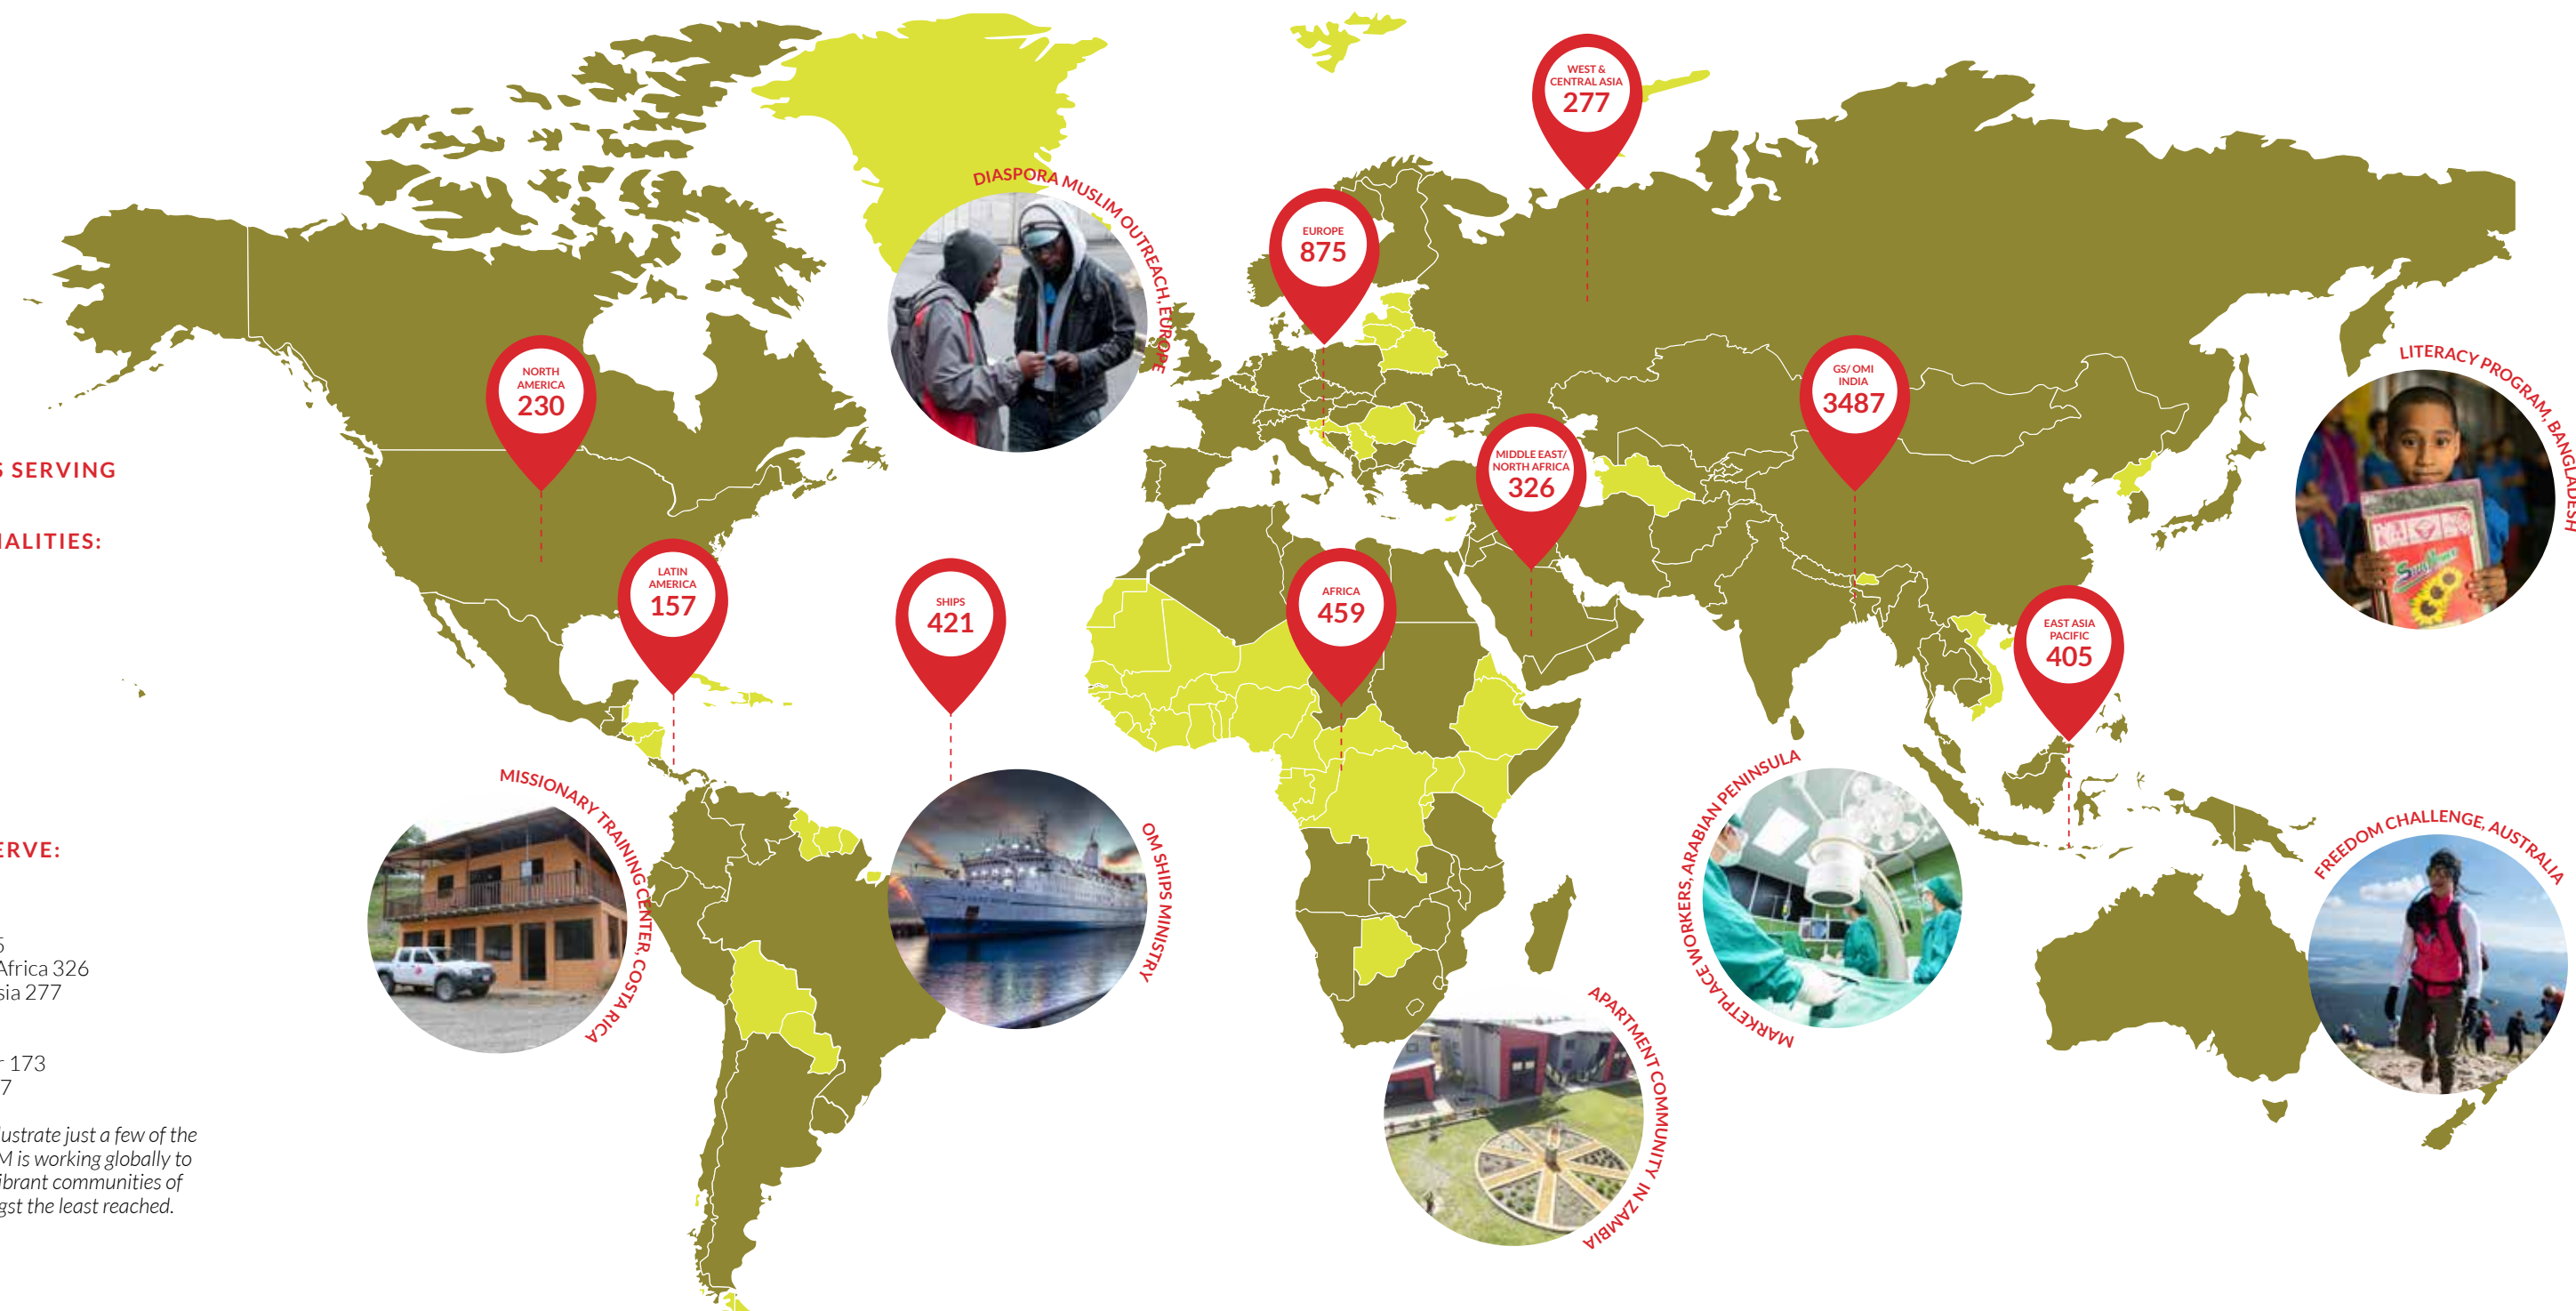 S SERVING
ALITIES:
ERVE:
5
Africa 326
sia 277
r 173
7
lustrate just a few of the
M is working globally to
ibrant communities of
gst the least reached.
NORTH
AMERICA
230
LATIN
AMERICA
157
SHIPS
421
EUROPE
875
WEST &
CENTRAL ASIA
277
MIDDLE EAST/
NORTH AFRICA
326
AFRICA
459
GS/ OMI
INDIA
3487
EAST ASIA
PACIFIC
405
DIASPORA MUSLIM OUTREACH, EUROPE
LITERACY PROGRAM, BANGLADESH
MISSIONARY TRAINING CENTER, COSTA RICA
OM SHIPS MINISTRY
MARKETPLACE WORKERS, ARABIAN PENINSULA
APARTMENT COMMUNITY IN ZAMBIA
FREEDOM CHALLENGE, AUSTRALIA